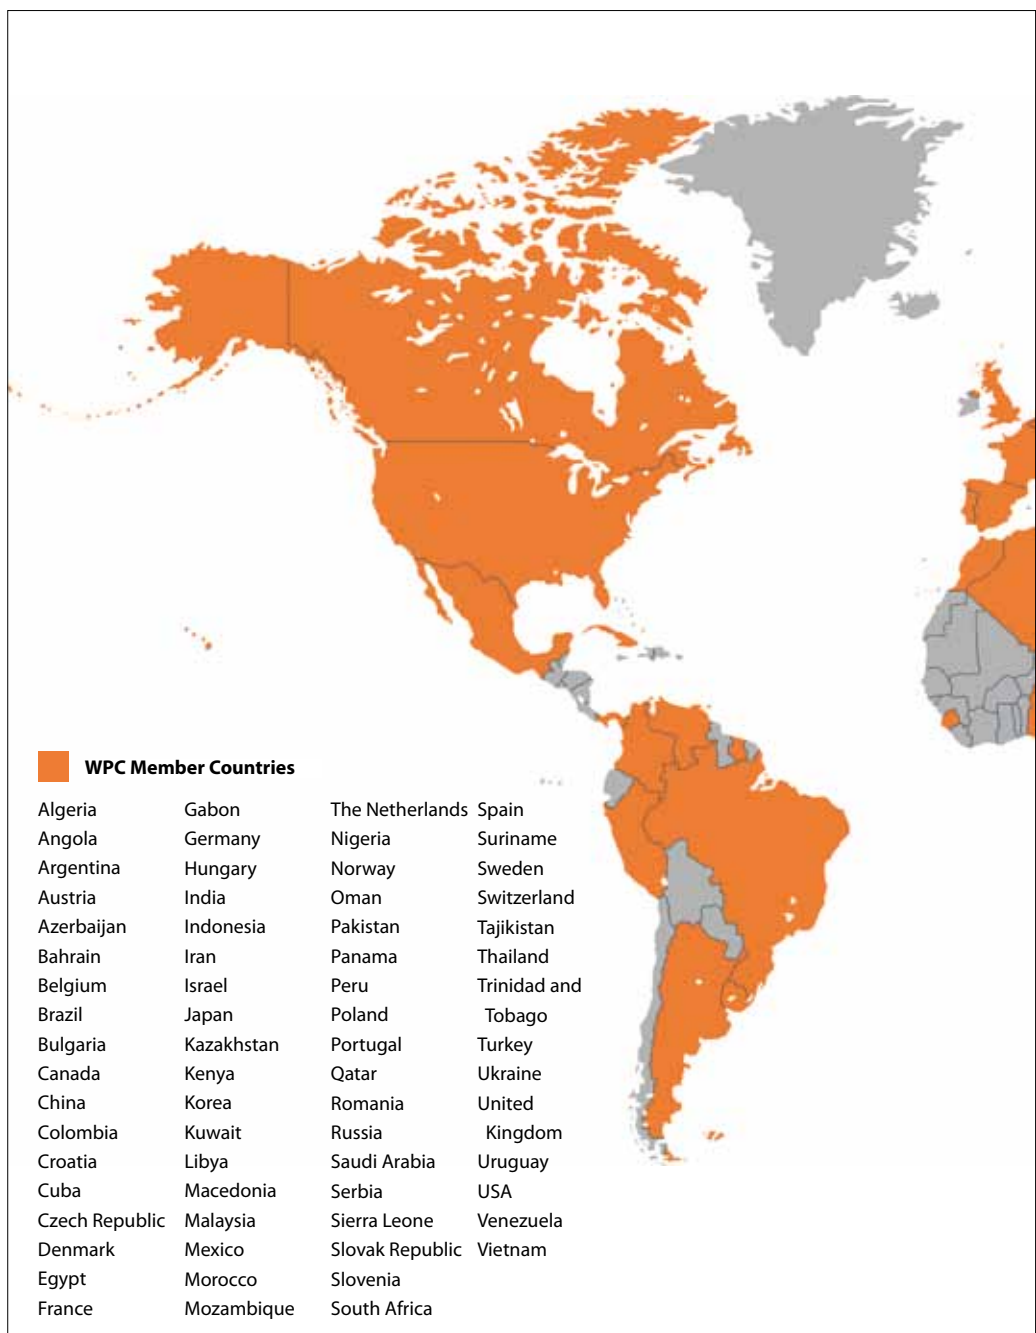 WPC Member Countries
Algeria
Angola
Argentina
Austria
Azerbaijan
Bahrain
Belgium
Brazil
Bulgaria
Canada
China
Colombia
Croatia
Cuba
Czech Republic
Denmark
Egypt
France
Gabon
Germany
Hungary
India
Indonesia
Iran
Israel
Japan
Kazakhstan
Kenya
Korea
Kuwait
Libya
Macedonia
Malaysia
Mexico
Morocco
Mozambique
The Netherlands
Nigeria
Norway
Oman
Pakistan
Panama
Peru
Poland
Portugal
Qatar
Romania
Russia
Saudi Arabia
Serbia
Sierra Leone
Slovak Republic
Slovenia
South Africa
Spain
Suriname
Sweden
Switzerland
Tajikistan
Thailand
Trinidad and
Tobago
Turkey
Ukraine
United
Kingdom
Uruguay
USA
Venezuela
Vietnam